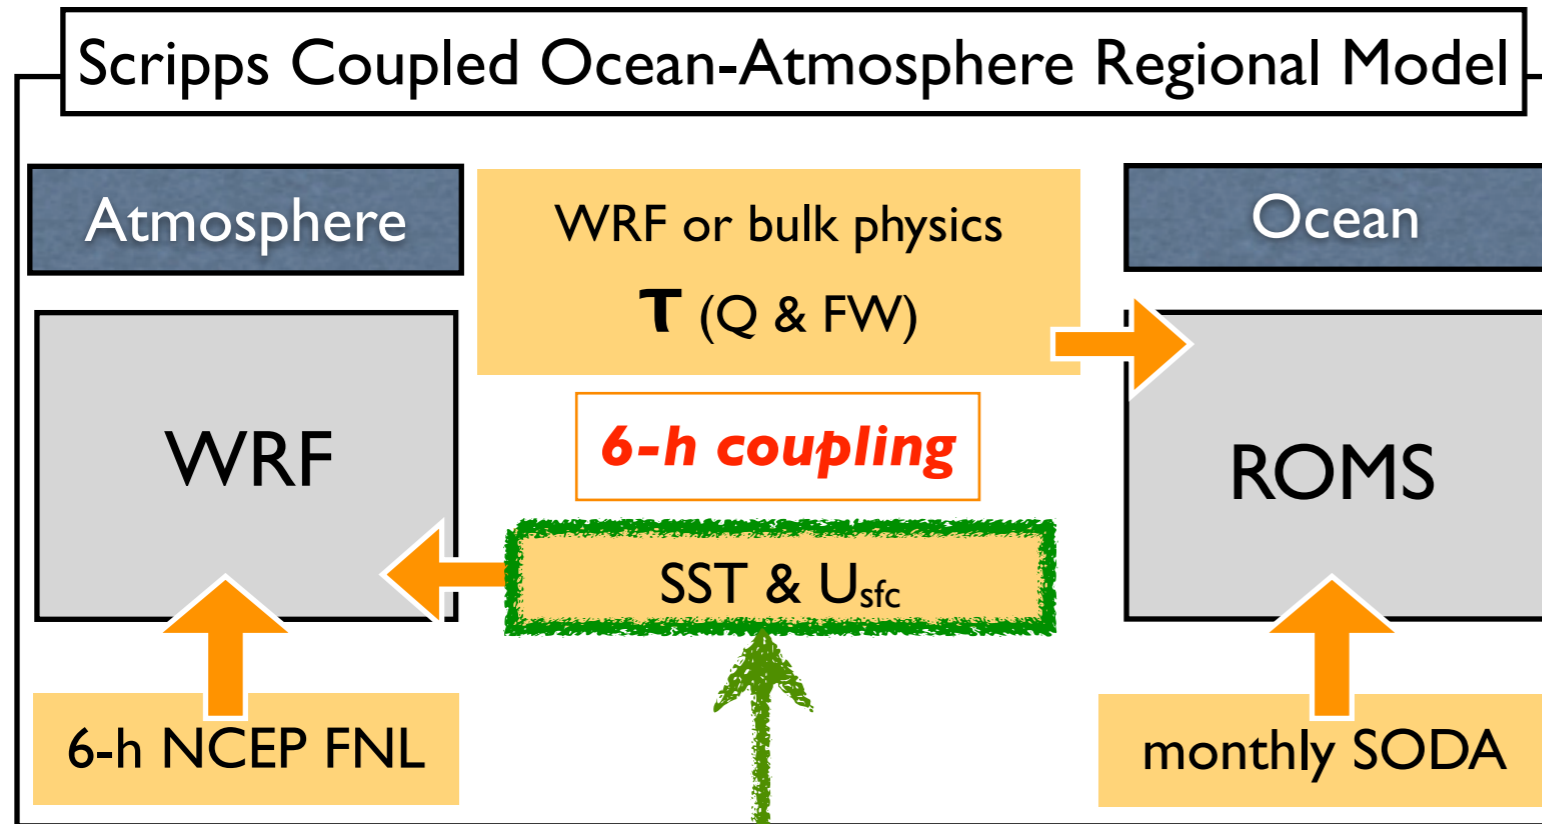 Scripps Coupled Ocean-Atmosphere Regional Model
Atmosphere
WRF or bulk physics
τ (Q & FW)
Ocean
WRF
6-h coupling
ROMS
SST & Usfc
6-h NCEP FNL
monthly SODA